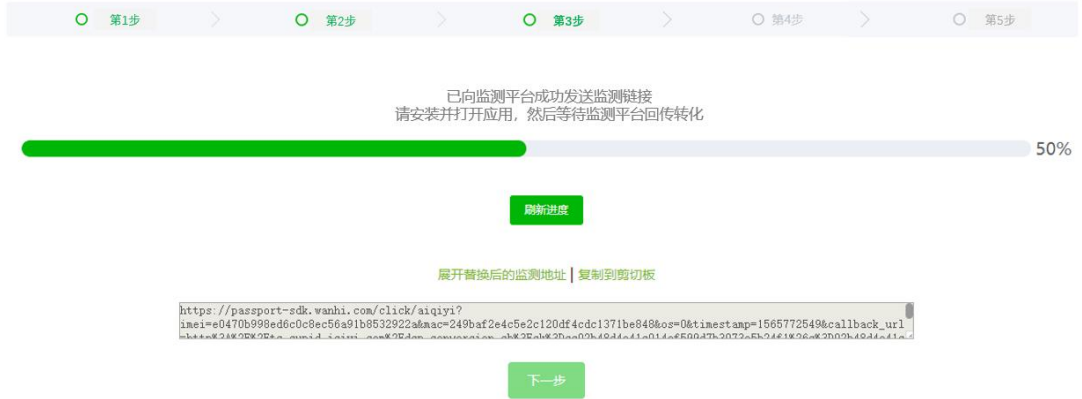 第1步 第2步 第3步 第4步 第5步
已向监测平台成功发送监测链接
请安装并打开应用，然后等待监测平台回传转化
50%
刷新进度
展开替换后的监测地址 | 复制到剪切板
https://passport-sdk.wanhi.com/click/aiqiyi?
imei=e0470b998ed6c0c8ec56a91b8532922a&mac=249baf2e4c5e2c120df4cdc1371be848&os=0&timestamp=1565772549&callback_url
下一步